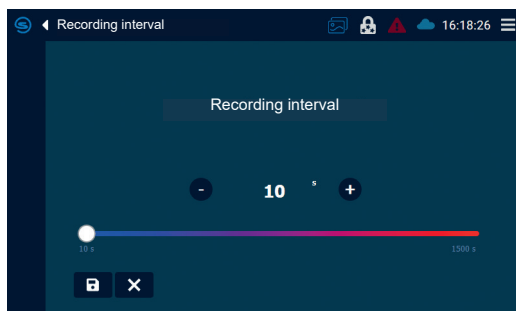 Recording interval 16:18:26
Recording interval
- 10 s +
10 s 1500 s